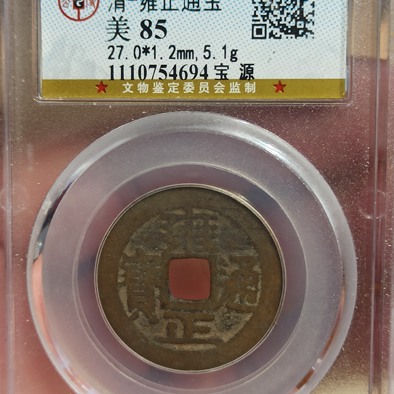 清-雍正通宝
美 85
27.0*1.2mm,5.1g
1110754694 宝 源
★ 文物鉴定委员会监制 ★
雍正通寶